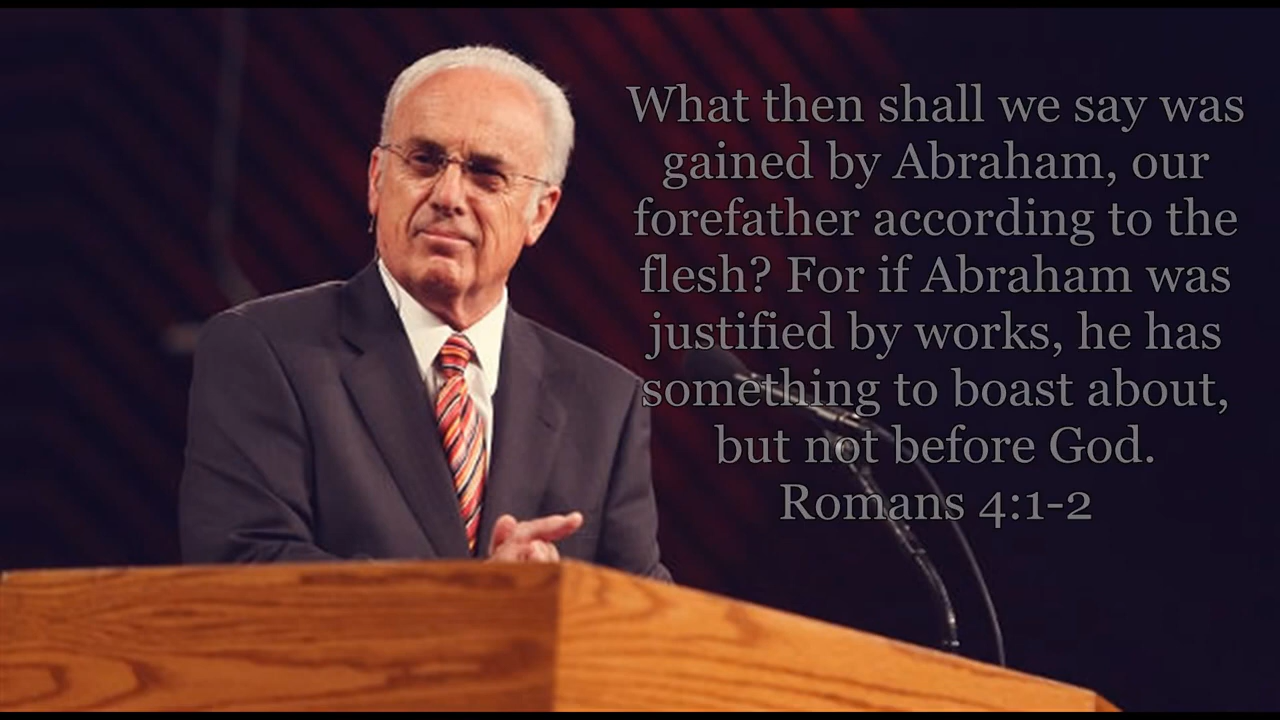 What then shall we say was
gained by Abraham, our
forefather according to the
flesh? For if Abraham was
justified by works, he has
something to boast about,
but not before God.
Romans 4:1-2